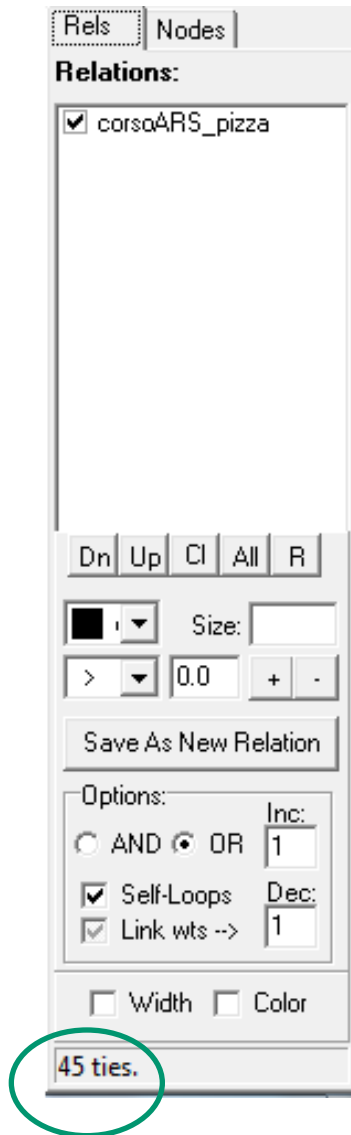 Rels Nodes
Relations:
corsoARS_pizza
Dn Up Cl All R
Size:
> 0.0 + -
Save As New Relation
Options:
Inc:
AND OR 1
Self-Loops Dec:
Link wts --> 1
Width Color
45 ties.